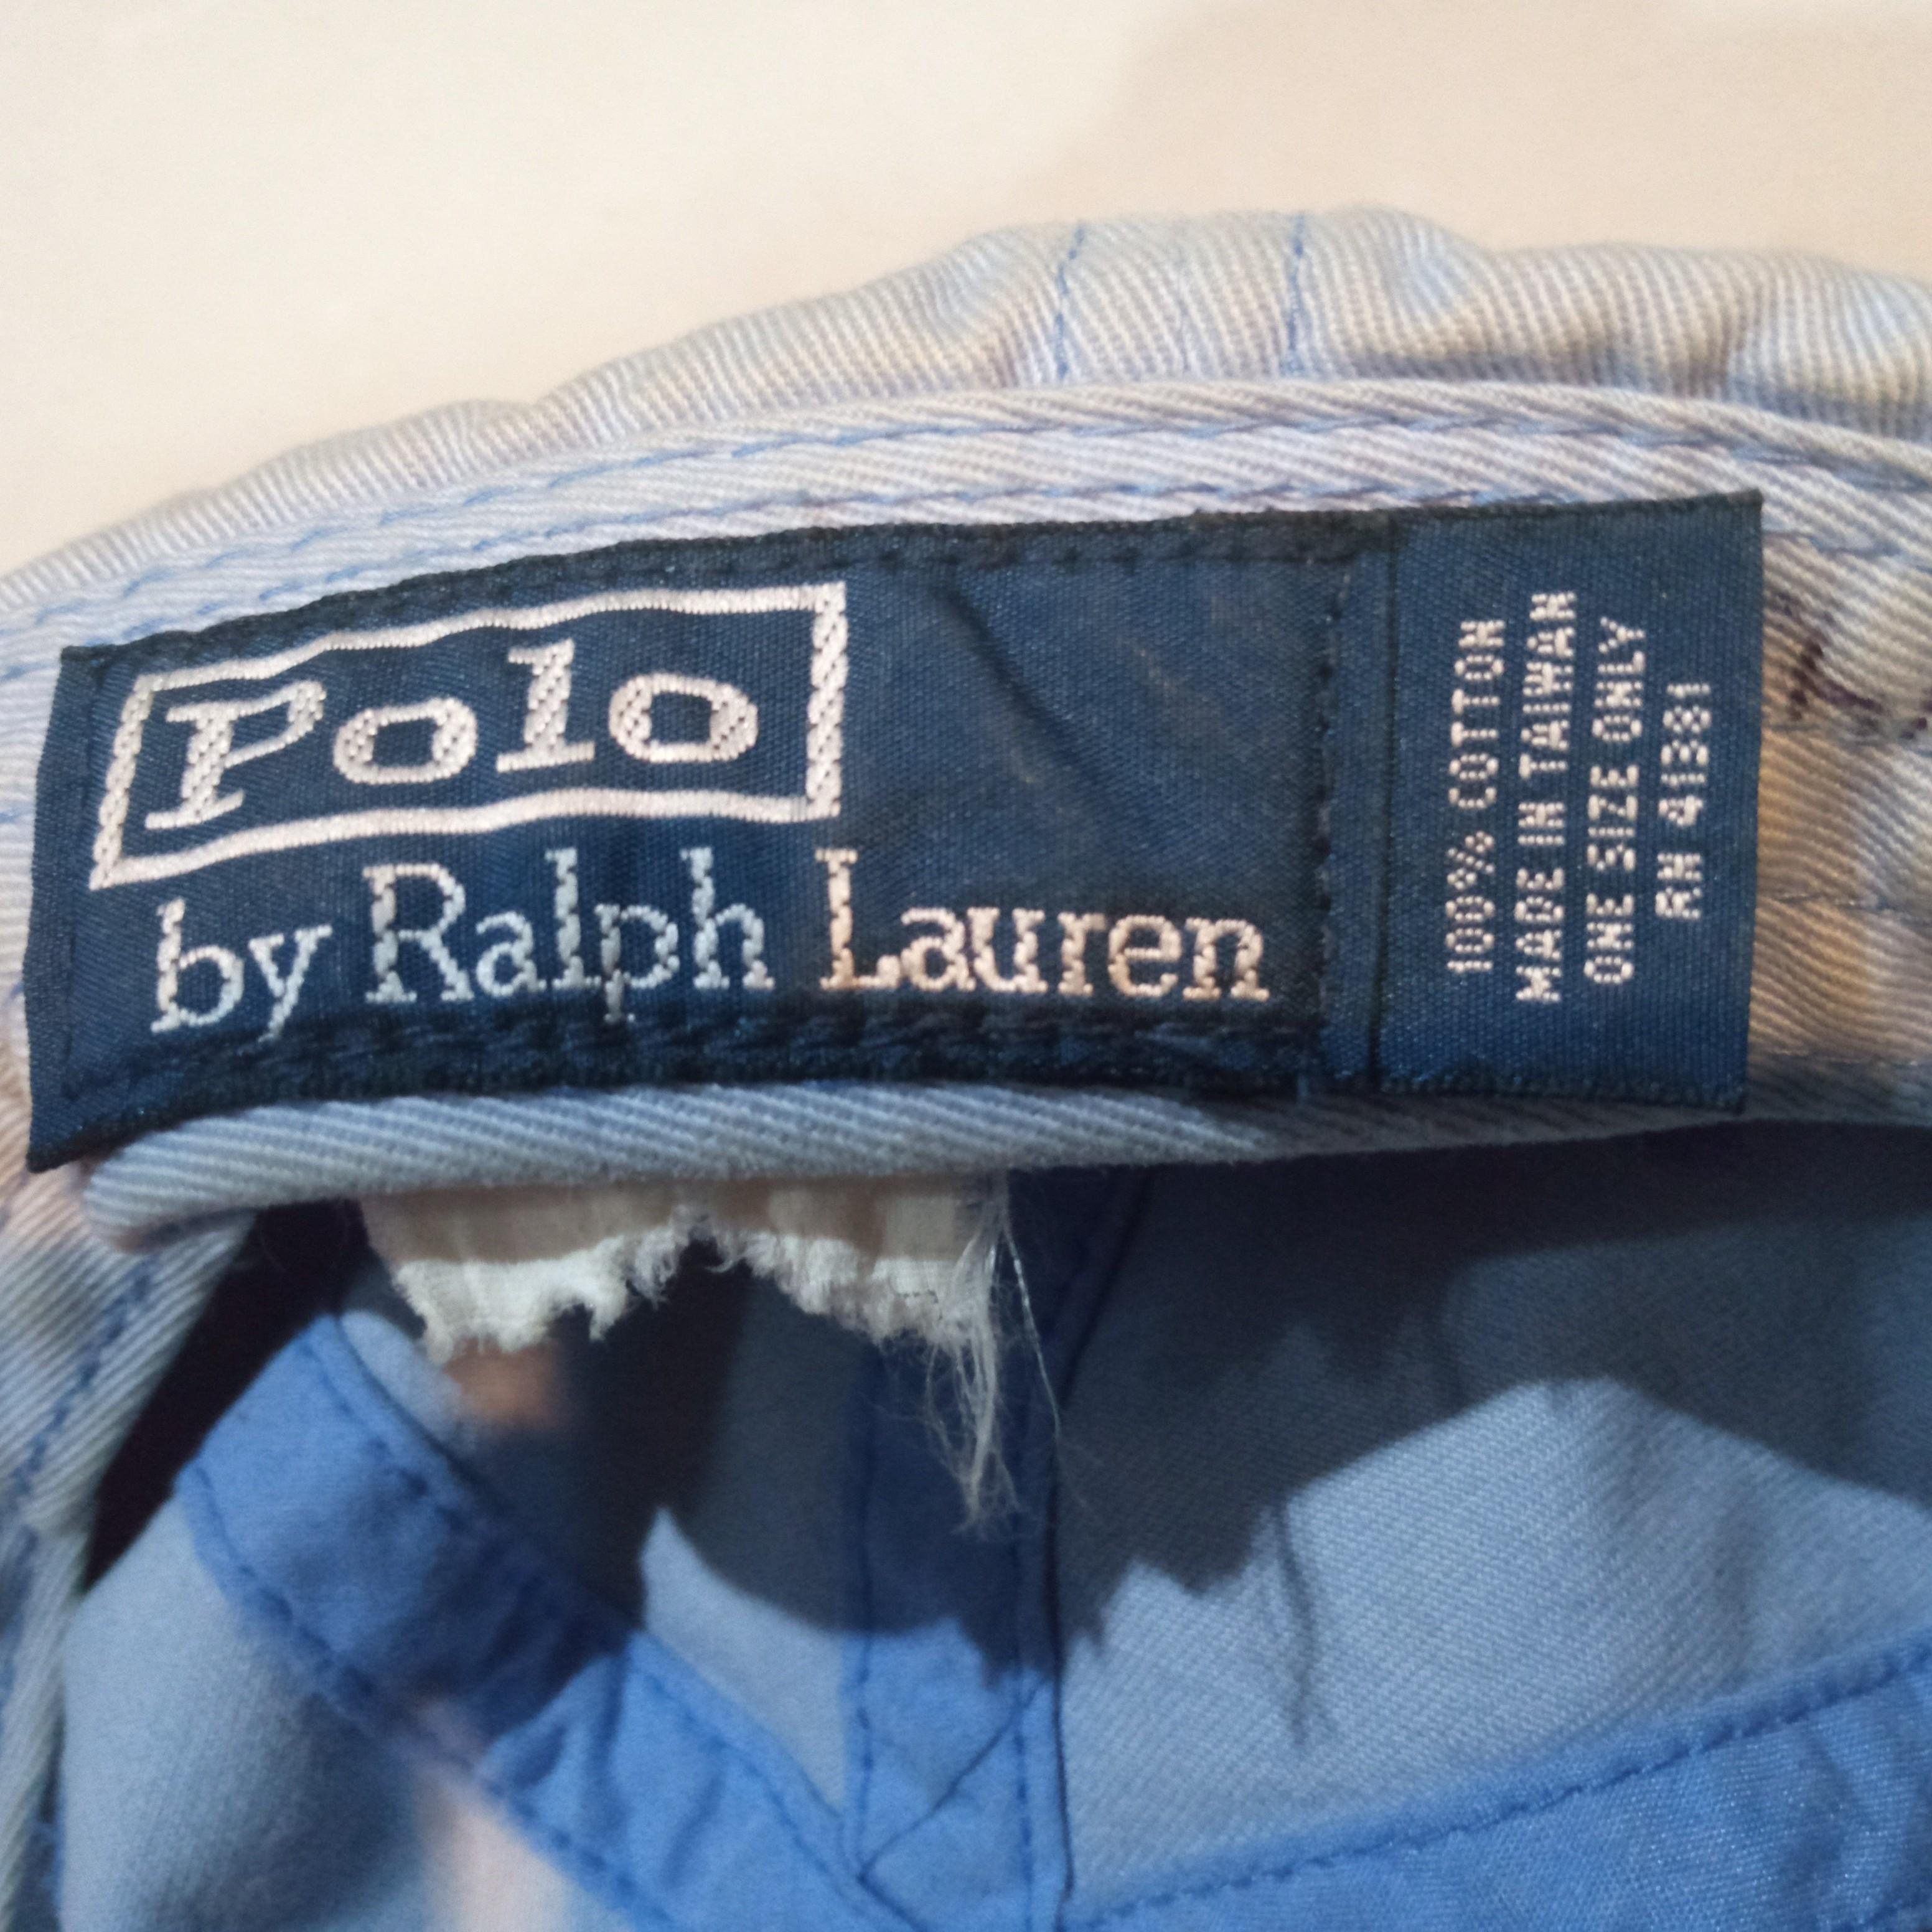 Polo
by Ralph Lauren
100% COTTON
MADE IN TAIWAN
ONE SIZE ONLY
RN 41381